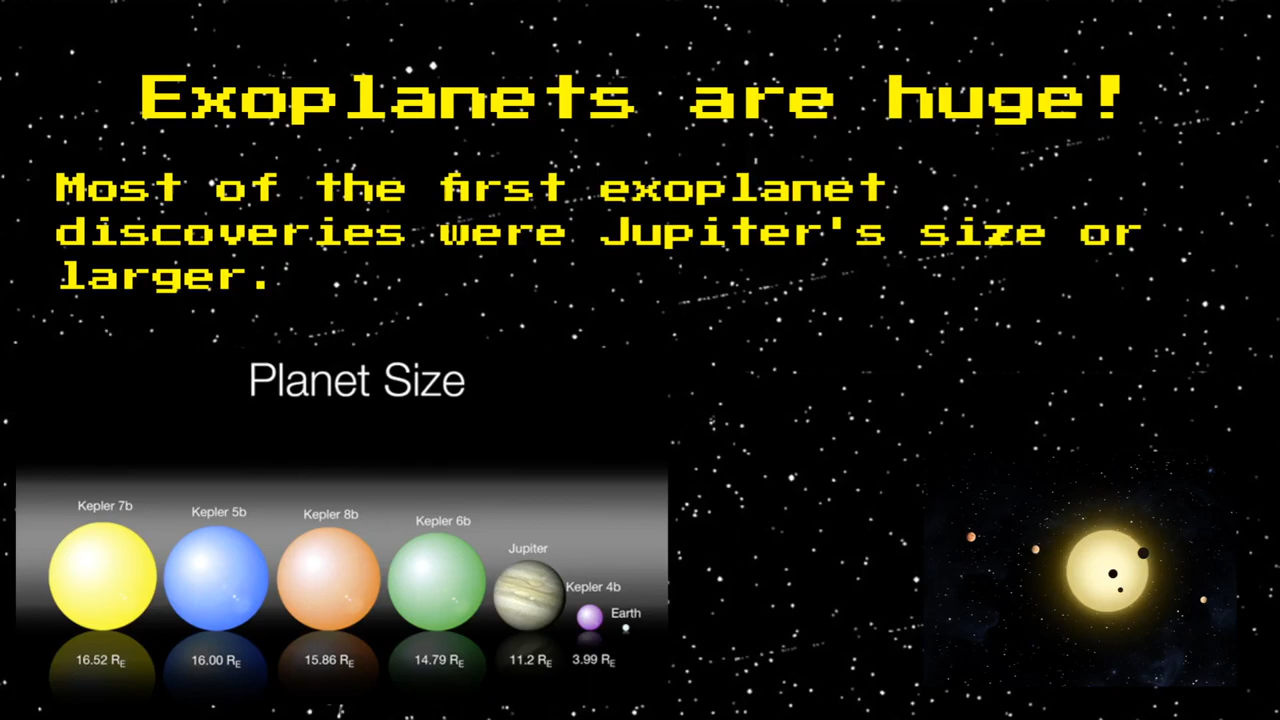 Exoplanets are huge!
Most of the first exoplanet
discoveries were Jupiter's size or
larger.
Planet Size
Kepler 7b
Kepler 5b
Kepler 8b
Kepler 6b
Jupiter
Kepler 4b
Earth
16.52 RE
16.00 RE
15.86 RE
14.79 RE
11.2 RE
3.99 RE